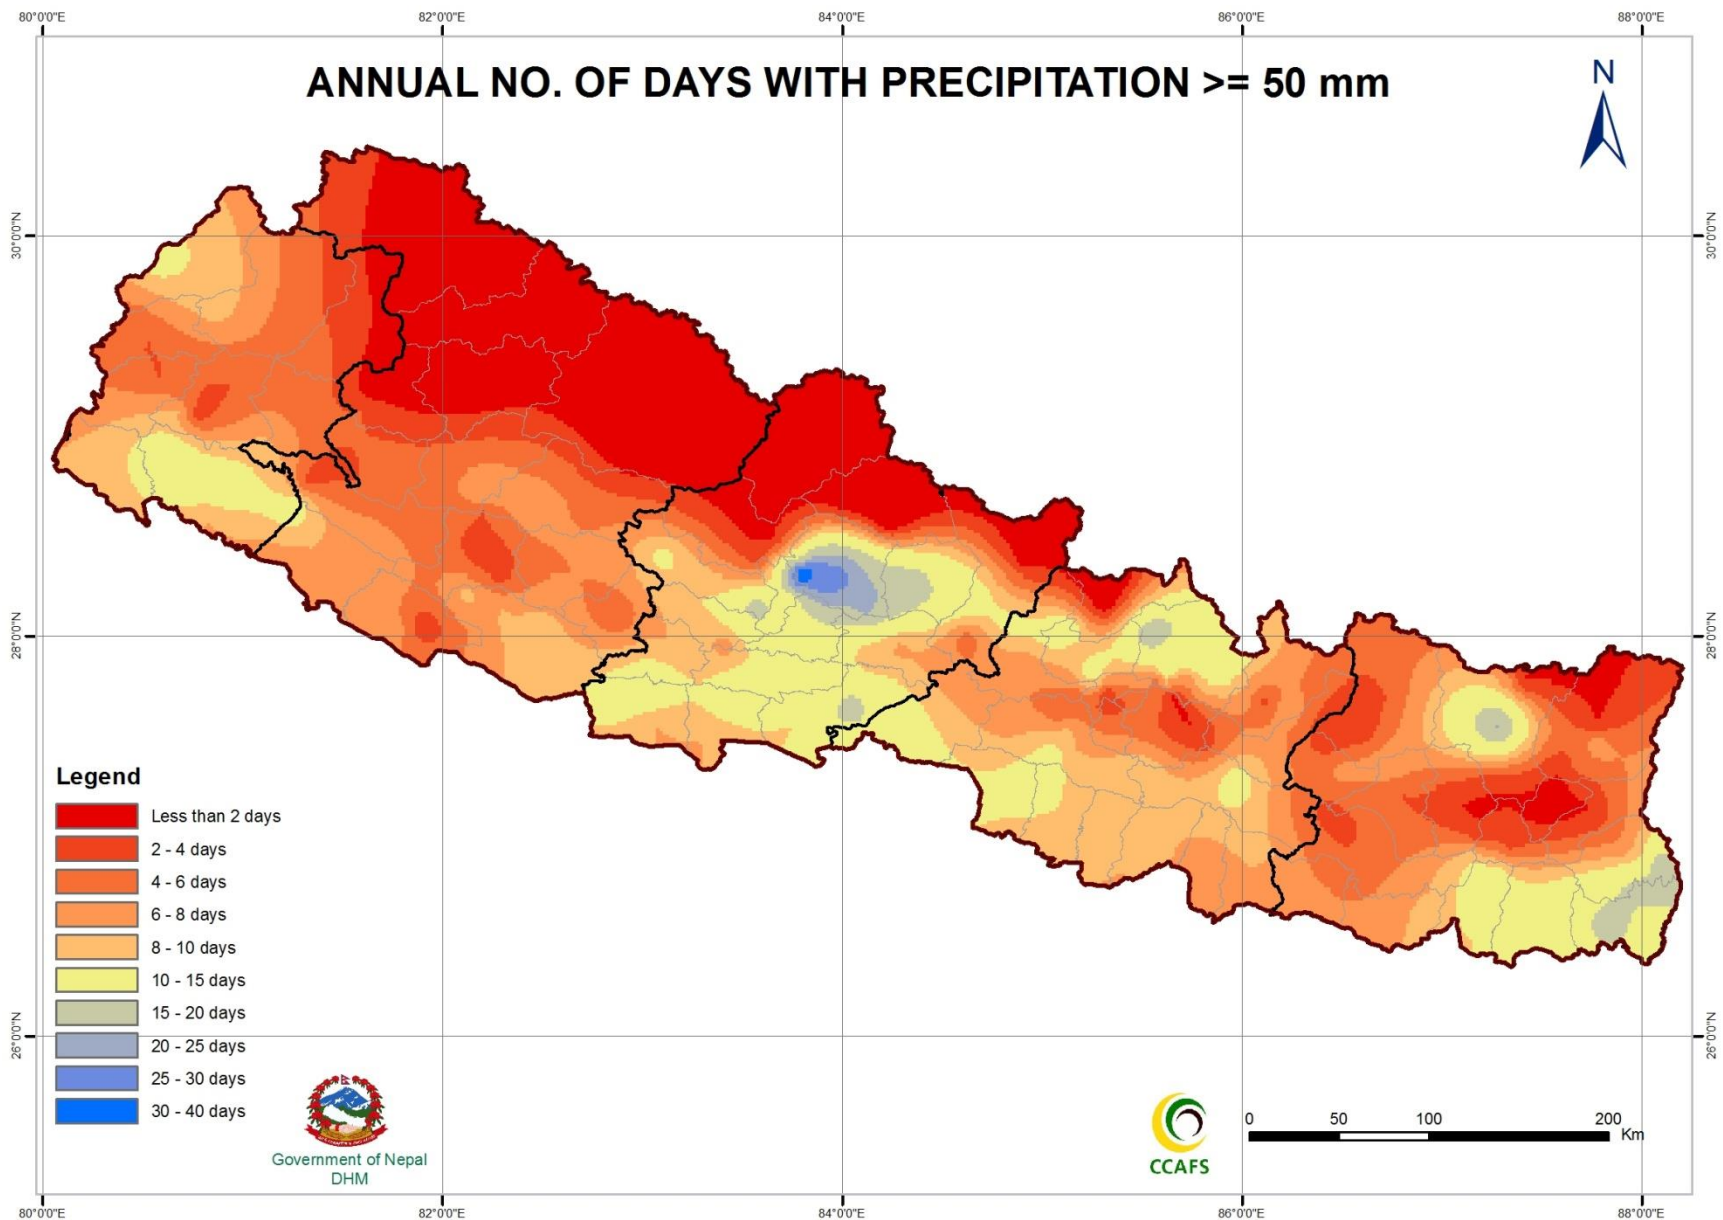 80°0'0"E 82°0'0"E 84°0'0"E 86°0'0"E 88°0'0"E
ANNUAL NO. OF DAYS WITH PRECIPITATION >= 50 mm
N
30°0'0"N 30°0'0"N
28°0'0"N 28°0'0"N
Legend
Less than 2 days
2 - 4 days
4 - 6 days
6 - 8 days
8 - 10 days
10 - 15 days
15 - 20 days
20 - 25 days
25 - 30 days
30 - 40 days
26°0'0"N 26°0'0"N
Government of Nepal
DHM
CCAFS
0 50 100 200
Km
80°0'0"E 82°0'0"E 84°0'0"E 86°0'0"E 88°0'0"E